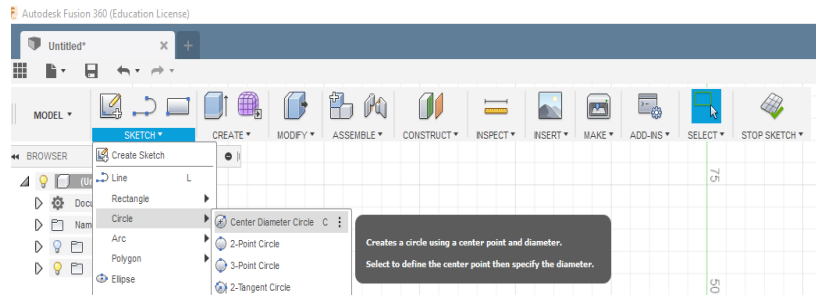 Autodesk Fusion 360 (Education License)
Untitled*
MODEL
SKETCH CREATE MODIFY ASSEMBLE CONSTRUCT INSPECT INSERT MAKE ADD-INS SELECT STOP SKETCH
BROWSER
Create Sketch
Line L
Rectangle
Circle
Arc
Polygon
Ellipse
Center Diameter Circle C
2-Point Circle
3-Point Circle
2-Tangent Circle
Creates a circle using a center point and diameter.
Select to define the center point then specify the diameter.
75
50